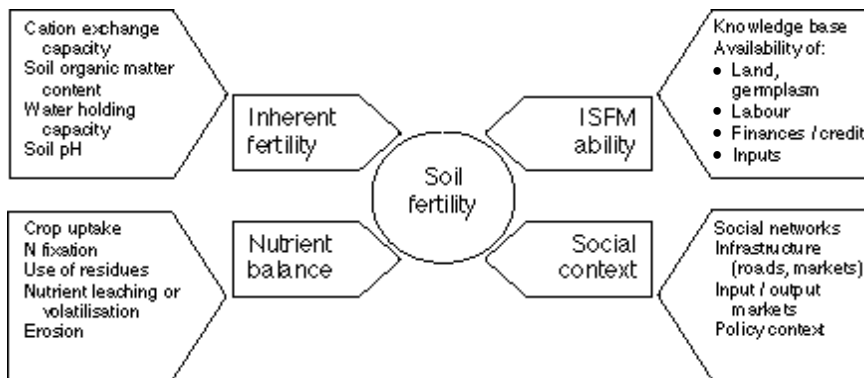 Cation exchange
capacity
Soil organic matter
content
Water holding
capacity
Soil pH
Inherent
fertility
Crop uptake
N fixation
Use of residues
Nutrient leaching or
volatilisation
Erosion
Nutrient
balance
Soil
fertility
ISFM
ability
Knowledge base
Availability of:
• Land,
germplasm
• Labour
• Finances / credit
• Inputs
Social
context
Social networks
Infrastructure
(roads, markets)
Input / output
markets
Policy context